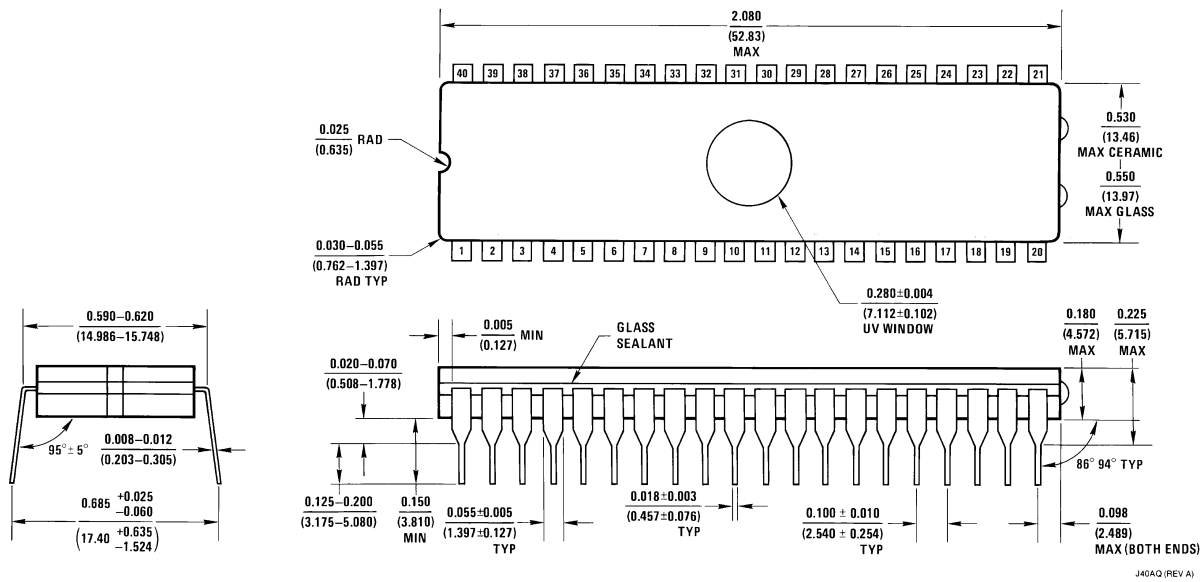 2.080
(52.83)
MAX
40 39 38 37 36 35 34 33 32 31 30 29 28 27 26 25 24 23 22 21
0.025
(0.635)
RAD
0.530
(13.46)
MAX CERAMIC
0.550
(13.97)
MAX GLASS
0.030–0.055
(0.762–1.397)
RAD TYP
1 2 3 4 5 6 7 8 9 10 11 12 13 14 15 16 17 18 19 20
0.280±0.004
(7.112±0.102)
UV WINDOW
0.590–0.620
(14.986–15.748)
0.005
(0.127)
MIN
GLASS
SEALANT
0.180
(4.572)
MAX
0.225
(5.715)
MAX
0.020–0.070
(0.508–1.778)
95°±5°
0.008–0.012
(0.203–0.305)
86° 94° TYP
0.685 +0.025
−0.060
(17.40 +0.635
−1.524)
0.125–0.200
(3.175–5.080)
0.150
(3.810)
MIN
0.055±0.005
(1.397±0.127)
TYP
0.018±0.003
(0.457±0.076)
TYP
0.100 ± 0.010
(2.540 ± 0.254)
TYP
0.098
(2.489)
MAX (BOTH ENDS)
J40AQ (REV A)